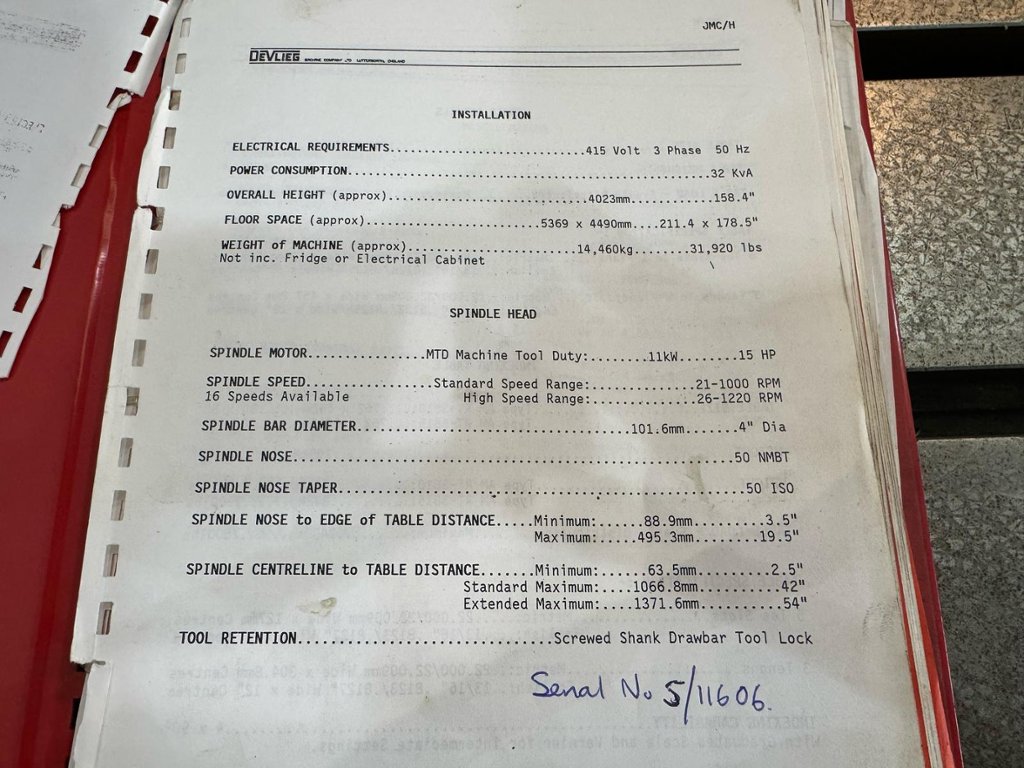 JMC/H
DEVLIEG MACHINE COMPANY LTD LUTTERWORTH, ENGLAND
INSTALLATION
ELECTRICAL REQUIREMENTS............................415 Volt 3 Phase 50 Hz
POWER CONSUMPTION....................................................32 KvA
OVERALL HEIGHT (approx)............................4023mm............158.4"
FLOOR SPACE (approx).........................5369 x 4490mm....211.4 x 178.5"
WEIGHT of MACHINE (approx)........................14,460kg........31,920 lbs
Not inc. Fridge or Electrical Cabinet
SPINDLE HEAD
SPINDLE MOTOR...............MTD Machine Tool Duty:........11kW........15 HP
SPINDLE SPEED................Standard Speed Range:.............21-1000 RPM
16 Speeds Available High Speed Range:.............26-1220 RPM
SPINDLE BAR DIAMETER.....................................101.6mm.......4" Dia
SPINDLE NOSE............................................................50 NMBT
SPINDLE NOSE TAPER.......................................................50 ISO
SPINDLE NOSE to EDGE of TABLE DISTANCE.....Minimum:......88.9mm.........3.5"
Maximum:.....495.3mm........19.5"
SPINDLE CENTRELINE to TABLE DISTANCE.......Minimum:......63.5mm.........2.5"
Standard Maximum:....1066.8mm..........42"
Extended Maximum:....1371.6mm..........54"
TOOL RETENTION.................................Screwed Shank Drawbar Tool Lock
Serial No 5/11606.